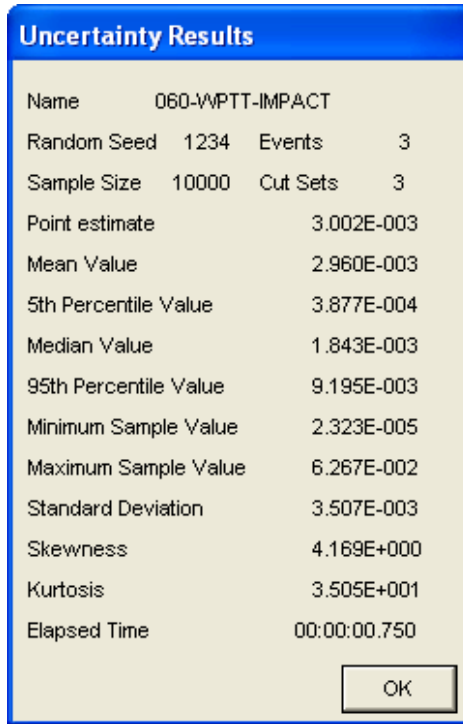 Uncertainty Results
Name 060-WPTT-IMPACT
Random Seed 1234 Events 3
Sample Size 10000 Cut Sets 3
Point estimate 3.002E-003
Mean Value 2.960E-003
5th Percentile Value 3.877E-004
Median Value 1.843E-003
95th Percentile Value 9.195E-003
Minimum Sample Value 2.323E-005
Maximum Sample Value 6.267E-002
Standard Deviation 3.507E-003
Skewness 4.169E+000
Kurtosis 3.505E+001
Elapsed Time 00:00:00.750
OK